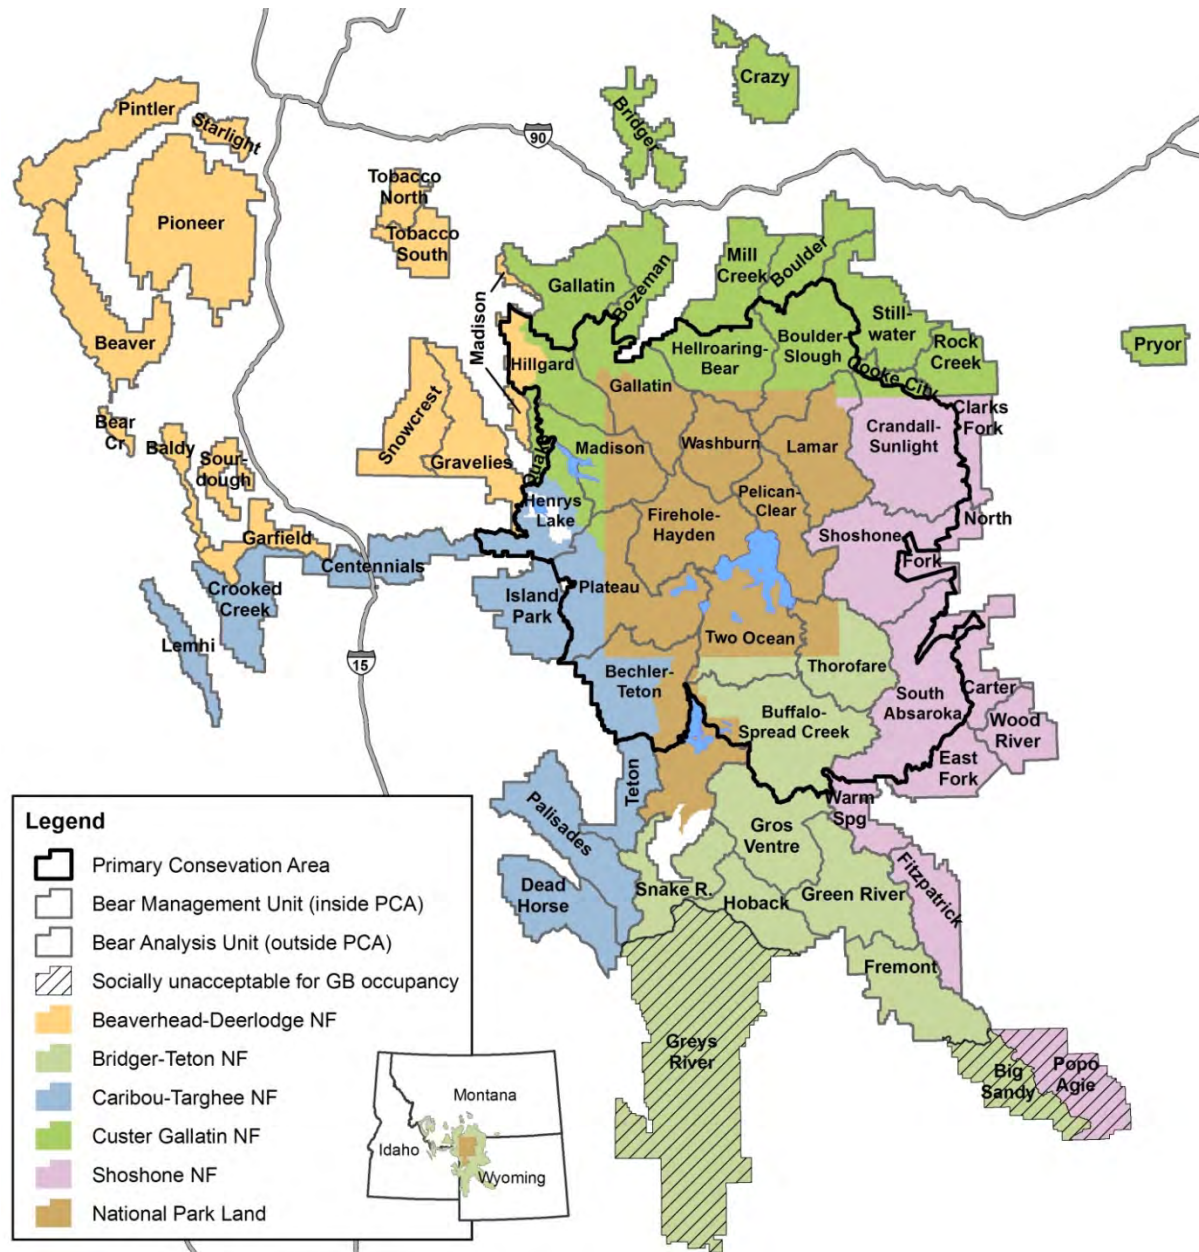 Crazy
Bridger
90
Pintler
Starlight
Pioneer
Tobacco
North
Tobacco
South
Madison
Gallatin
Bozeman
Mill
Creek
Boulder
Still-
water
Rock
Creek
Pryor
Beaver
Hillgard
Gallatin
Hellroaring-
Bear
Boulder-
Slough
Cooke City
Bear
Cr
Baldy
Sour-
dough
Snowcrest
Gravelies
Quake
Madison
Washburn
Lamar
Crandall-
Sunlight
Clarks
Fork
Henrys
Lake
Firehole-
Hayden
Pelican-
Clear
Shoshone
North
Fork
Garfield
Centennials
Crooked
Creek
Lemhi
15
Island
Park
Plateau
Two Ocean
Thorofare
Bechler-
Teton
Buffalo-
Spread Creek
South
Absaroka
Carter
Wood
River
East
Fork
Teton
Palisades
Dead
Horse
Warm
Spg
Gros
Ventre
Fitzpatrick
Snake R.
Hoback
Green River
Fremont
Greys
River
Big
Sandy
Popo
Agie
Legend
Primary Consevation Area
Bear Management Unit (inside PCA)
Bear Analysis Unit (outside PCA)
Socially unacceptable for GB occupancy
Beaverhead-Deerlodge NF
Bridger-Teton NF
Caribou-Targhee NF
Custer Gallatin NF
Shoshone NF
National Park Land
Montana
Idaho
Wyoming